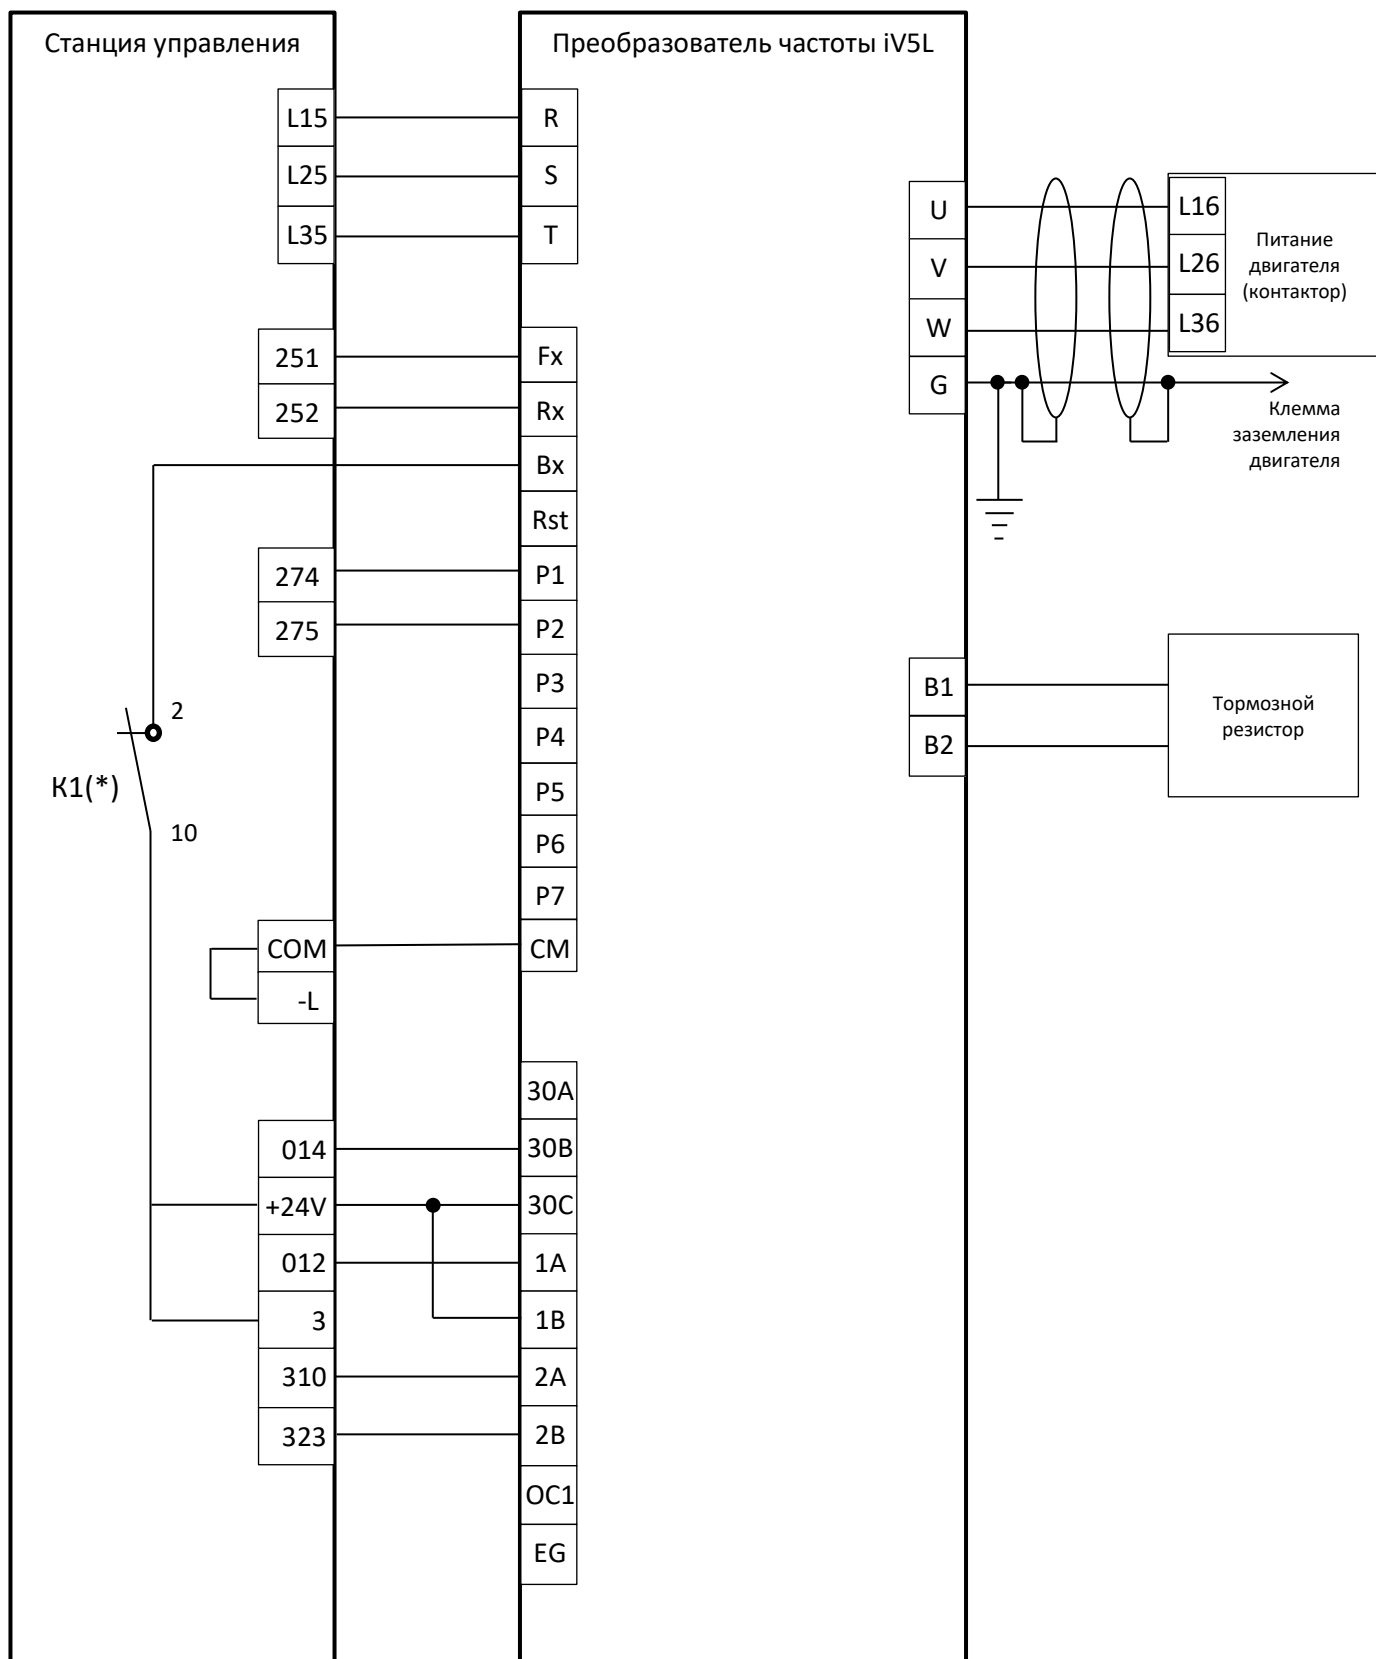 Станция управления
Преобразователь частоты iV5L
L15
R
L25
S
L35
T
U
L16
V
L26
W
L36
G
Питание
двигателя
(контактор)
Клемма
заземления
двигателя
251
Fx
252
Rx
Bx
Rst
274
P1
275
P2
P3
P4
P5
P6
P7
B1
B2
Тормозной
резистор
2
К1(*)
10
COM
CM
-L
30A
014
30B
+24V
30C
012
1A
3
1B
310
2A
323
2B
OC1
EG